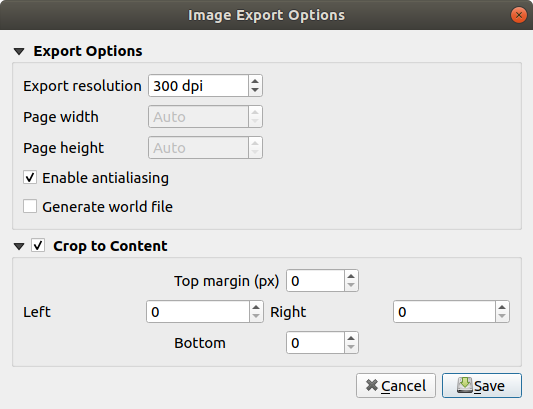 Image Export Options
Export Options
Export resolution 300 dpi
Page width Auto
Page height Auto
Enable antialiasing
Generate world file
Crop to Content
Top margin (px) 0
Left 0 Right 0
Bottom 0
Cancel Save